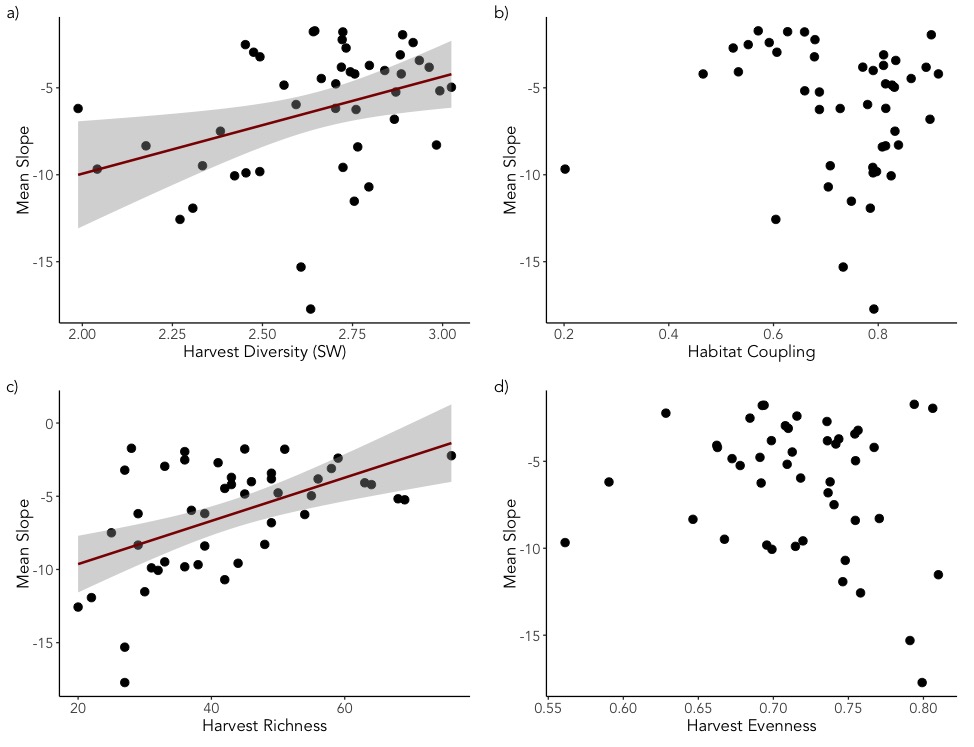 a)
Mean Slope
-5
-10
-15
2.00 2.25 2.50 2.75 3.00
Harvest Diversity (SW)
b)
Mean Slope
-5
-10
-15
0.2 0.4 0.6 0.8
Habitat Coupling
c)
Mean Slope
0
-5
-10
-15
20 40 60
Harvest Richness
d)
Mean Slope
-5
-10
-15
0.55 0.60 0.65 0.70 0.75 0.80
Harvest Evenness